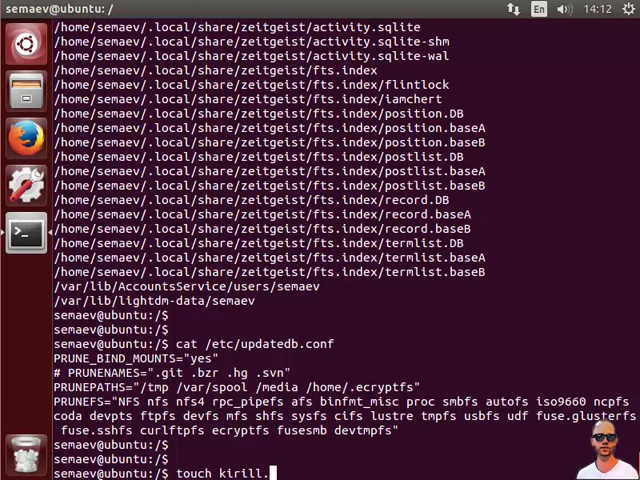 semaev@ubuntu: /
En
14:12
/home/semaev/.local/share/zeitgeist/activity.sqlite
/home/semaev/.local/share/zeitgeist/activity.sqlite-shm
/home/semaev/.local/share/zeitgeist/activity.sqlite-wal
/home/semaev/.local/share/zeitgeist/fts.index
/home/semaev/.local/share/zeitgeist/fts.index/flintlock
/home/semaev/.local/share/zeitgeist/fts.index/iamchert
/home/semaev/.local/share/zeitgeist/fts.index/position.DB
/home/semaev/.local/share/zeitgeist/fts.index/position.baseA
/home/semaev/.local/share/zeitgeist/fts.index/position.baseB
/home/semaev/.local/share/zeitgeist/fts.index/postlist.DB
/home/semaev/.local/share/zeitgeist/fts.index/postlist.baseA
/home/semaev/.local/share/zeitgeist/fts.index/postlist.baseB
/home/semaev/.local/share/zeitgeist/fts.index/record.DB
/home/semaev/.local/share/zeitgeist/fts.index/record.baseA
/home/semaev/.local/share/zeitgeist/fts.index/record.baseB
/home/semaev/.local/share/zeitgeist/fts.index/termlist.DB
/home/semaev/.local/share/zeitgeist/fts.index/termlist.baseA
/home/semaev/.local/share/zeitgeist/fts.index/termlist.baseB
/var/lib/AccountsService/users/semaev
/var/lib/lightdm-data/semaev
semaev@ubuntu:/$
semaev@ubuntu:/$
semaev@ubuntu:/$ cat /etc/updatedb.conf
PRUNE_BIND_MOUNTS="yes"
# PRUNENAMES=".git .bzr .hg .svn"
PRUNEPATHS="/tmp /var/spool /media /home/.ecryptfs"
PRUNEFS="NFS nfs nfs4 rpc_pipefs afs binfmt_misc proc smbfs autofs iso9660 ncpfs
coda devpts ftpfs devfs mfs shfs sysfs cifs lustre tmpfs usbfs udf fuse.glusterfs
fuse.sshfs curlftpfs ecryptfs fusesmb devtmpfs"
semaev@ubuntu:/$
semaev@ubuntu:/$
semaev@ubuntu:/$ touch kirill.